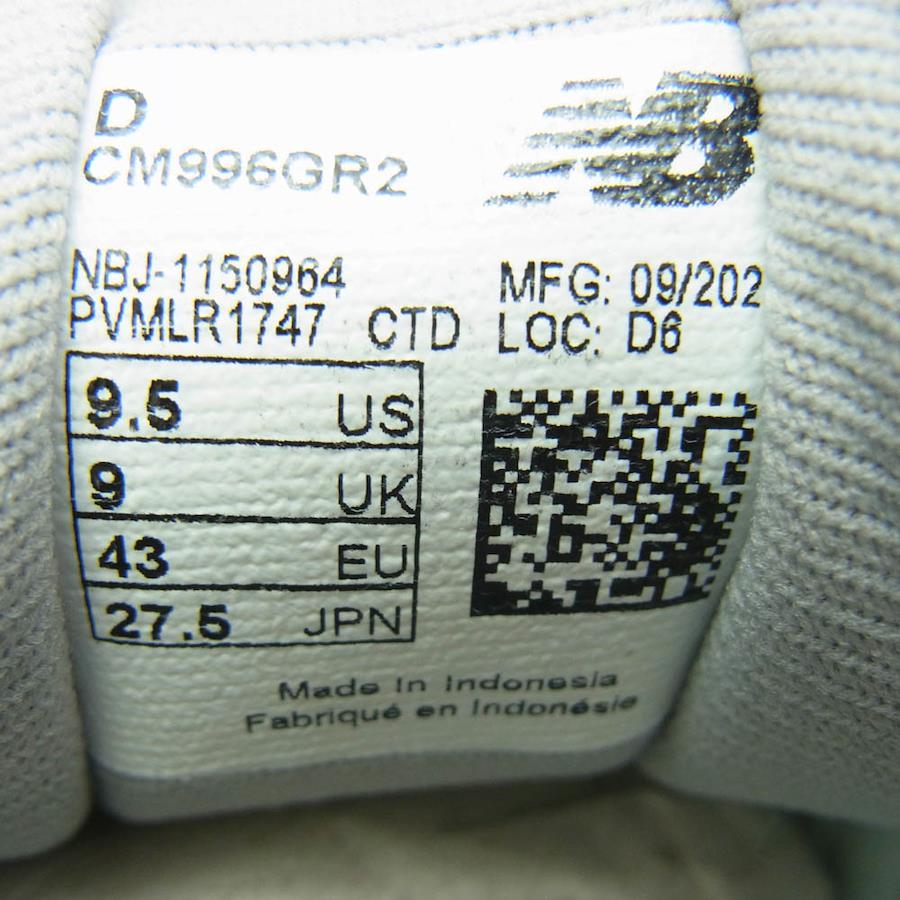 D
NB
CM996GR2
NBJ-1150964
PVMLR1747 CTD
MFG: 09/202
LOC: D6
9.5 US
9 UK
43 EU
27.5 JPN
Made In Indonesia
Fabriqué en Indonésie